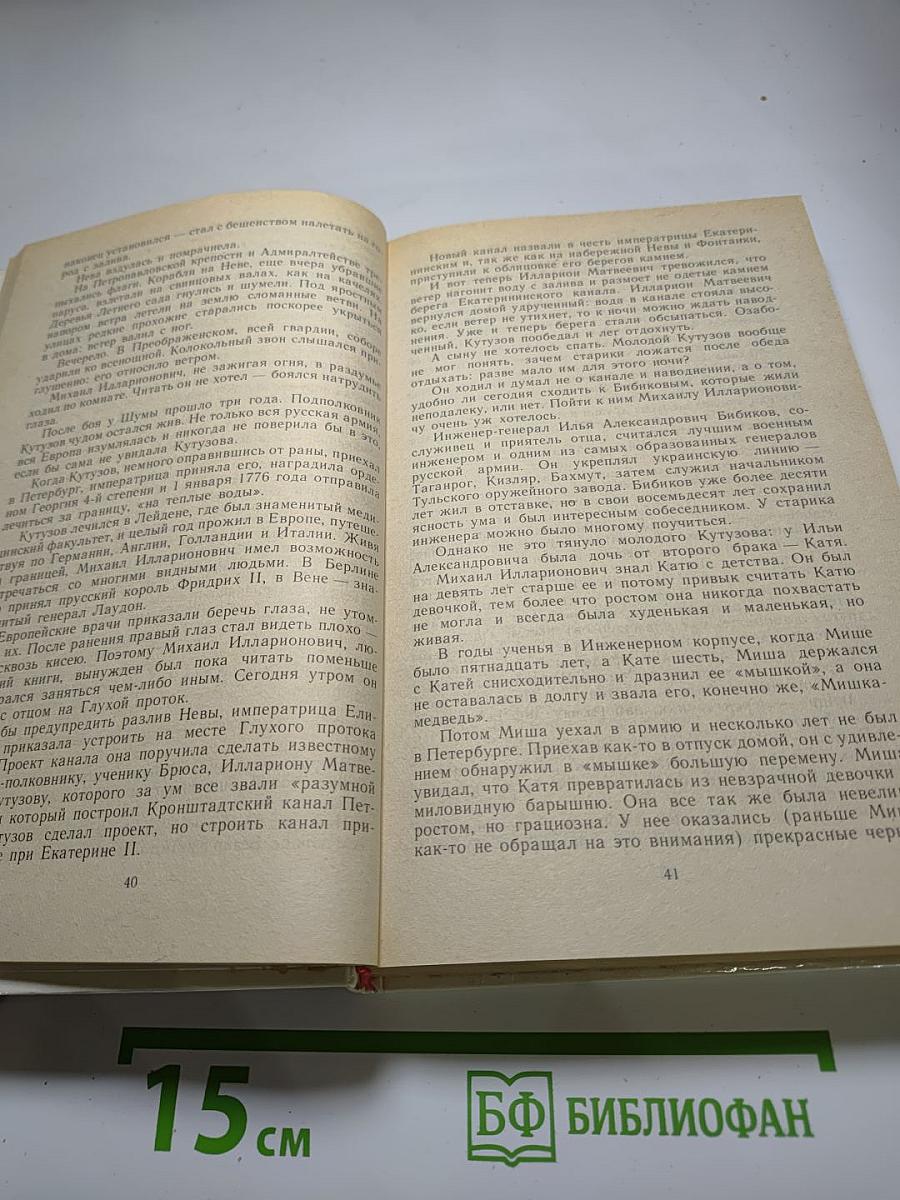 наконец установился — стал с бешенством налетать на го-
род с залива.
Нева вздулась и помрачнела.
На Петропавловской крепости и Адмиралтействе тре-
пыхались флаги. Корабли на Неве, еще вчера убравшие
паруса, взлетали на свинцовых валах, как на качелях.
Деревья Летнего сада гнулись и шумели. Под яростным
напором ветра летели на землю сломанные ветви. На
улицах редкие прохожие старались поскорее укрыться
в дома: ветер валил с ног.
Вечерело. В Преображенском, всей гвардии, соборе
ударили ко всенощной. Колокольный звон слышался при-
глушенно: его относило ветром.
Михаил Илларионович, не зажигая огня, в раздумье
ходил по комнате. Читать он не хотел — боялся натрудить
глаза.
После боя у Шумы прошло три года. Подполковник
Кутузов чудом остался жив. Не только вся русская армия,
вся Европа изумлялась и никогда не поверила бы в это,
если бы сама не увидала Кутузова.
Когда Кутузов, немного оправившись от раны, приехал
в Петербург, императрица приняла его, наградила орде-
ном Георгия 4-й степени и 1 января 1776 года отправила
лечиться за границу, «на теплые воды».
Кутузов лечился в Лейдене, где был знаменитый меди-
цинский факультет, и целый год прожил в Европе, путеше-
ствуя по Германии, Англии, Голландии и Италии. Живя
границей, Михаил Илларионович имел возможность
встречаться со многими видными людьми. В Берлине
принял прусский король Фридрих II, в Вене — зна-
итый генерал Лаудон.
Европейские врачи приказали беречь глаза, не утом-
их. После ранения правый глаз стал видеть плохо —
сквозь кисею. Поэтому Михаил Илларионович, лю-
ий книги, вынужден был пока читать поменьше
рался заняться чем-либо иным. Сегодня утром он
с отцом на Глухой проток.
бы предупредить разлив Невы, императрица Ели-
приказала устроить на месте Глухого протока
Проект канала она поручила сделать известному
-полковнику, ученику Брюса, Иллариону Матве-
утузову, которого за ум все звали «разумной
и который построил Кронштадтский канал Пет-
тузов сделал проект, но строить канал при-
е при Екатерине II.
40
Новый канал назвали в честь императрицы Екатери-
нинским и, так же как на набережной Невы и Фонтанки,
приступили к облицовке его берегов камнем.
И вот теперь Илларион Матвеевич тревожился, что
ветер нагонит воду с залива и размоет не одетые камнем
берега Екатерининского канала. Илларион Матвеевич
вернулся домой удрученный: вода в канале стояла высо-
ко, если ветер не утихнет, то к ночи можно ждать навод-
нения. Уже и теперь берега стали обсыпаться. Озабо-
ченный, Кутузов пообедал и лег отдохнуть.
А сыну не хотелось спать. Молодой Кутузов вообще
не мог понять, зачем старики ложатся после обеда
отдыхать: разве мало им для этого ночи?
Он ходил и думал не о канале и наводнении, а о том,
удобно ли сегодня сходить к Бибиковым, которые жили
неподалеку, или нет. Пойти к ним Михаилу Илларионови-
чу очень уж хотелось.
Инженер-генерал Илья Александрович Бибиков, со-
служивец и приятель отца, считался лучшим военным
инженером и одним из самых образованных генералов
русской армии. Он укреплял украинскую линию —
Таганрог, Кизляр, Бахмут, затем служил начальником
Тульского оружейного завода. Бибиков уже более десяти
лет жил в отставке, но в свои восемьдесят лет сохранил
ясность ума и был интересным собеседником. У старика
инженера можно было многому поучиться.
Однако не это тянуло молодого Кутузова: у Ильи
Александровича была дочь от второго брака — Катя.
Михаил Илларионович знал Катю с детства. Он был
на девять лет старше ее и потому привык считать Катю
девочкой, тем более что ростом она никогда похвастать
не могла и всегда была худенькая и маленькая, но
живая.
В годы ученья в Инженерном корпусе, когда Мише
было пятнадцать лет, а Кате шесть, Миша держался
с Катей снисходительно и дразнил ее «мышкой», а она
не оставалась в долгу и звала его, конечно же, «Мишка-
медведь».
Потом Миша уехал в армию и несколько лет не был
в Петербурге. Приехав как-то в отпуск домой, он с удивле-
нием обнаружил в «мышке» большую перемену. Миша
увидал, что Катя превратилась из невзрачной девочки
миловидную барышню. Она все так же была невели
ростом, но грациозна. У нее оказались (раньше Ми
как-то не обращал на это внимания) прекрасные чер
41
15 см
БФ БИБЛИОФАН